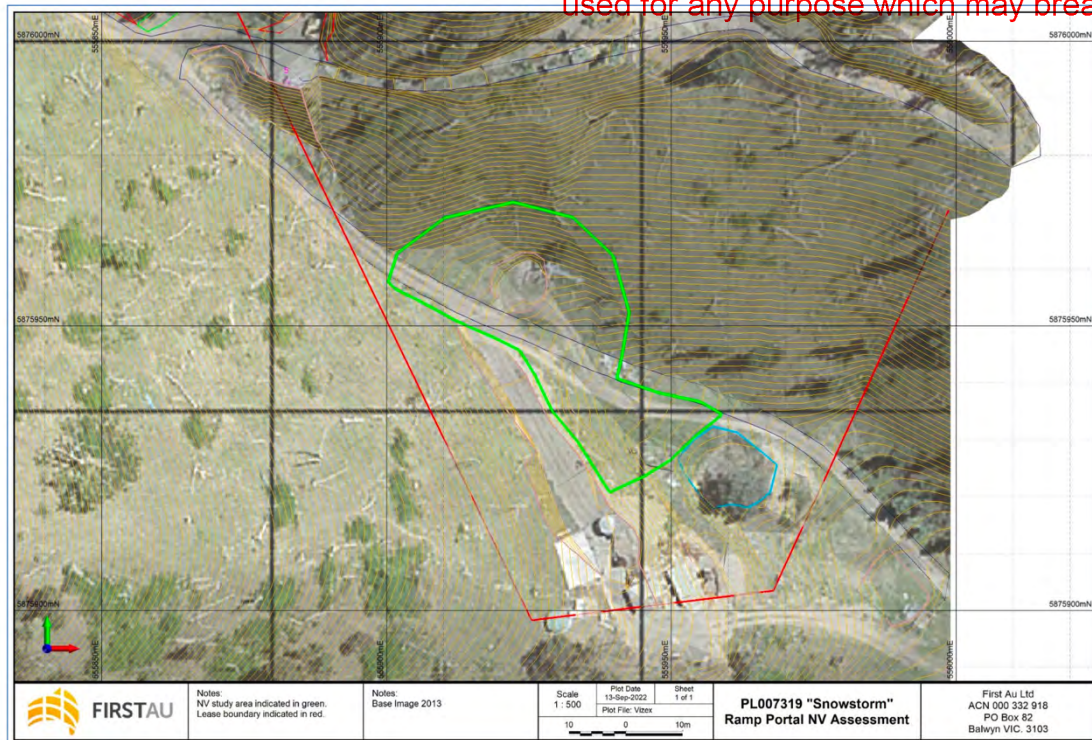 used for any purpose which may brea
5876000mN
555850mE
556000mE
5876000mN
5875950mN
5875950mN
5875900mN
5875900mN
555850mE
555900mE
555950mE
556000mE
FIRSTAU
Notes:
NV study area indicated in green.
Lease boundary indicated in red.
Notes:
Base Image 2013
Scale
1 : 500
Plot Date
13-Sep-2022
Sheet
1 of 1
Plot File: Vizex
10 0 10m
PL007319 "Snowstorm"
Ramp Portal NV Assessment
First Au Ltd
ACN 000 332 918
PO Box 82
Balwyn VIC. 3103